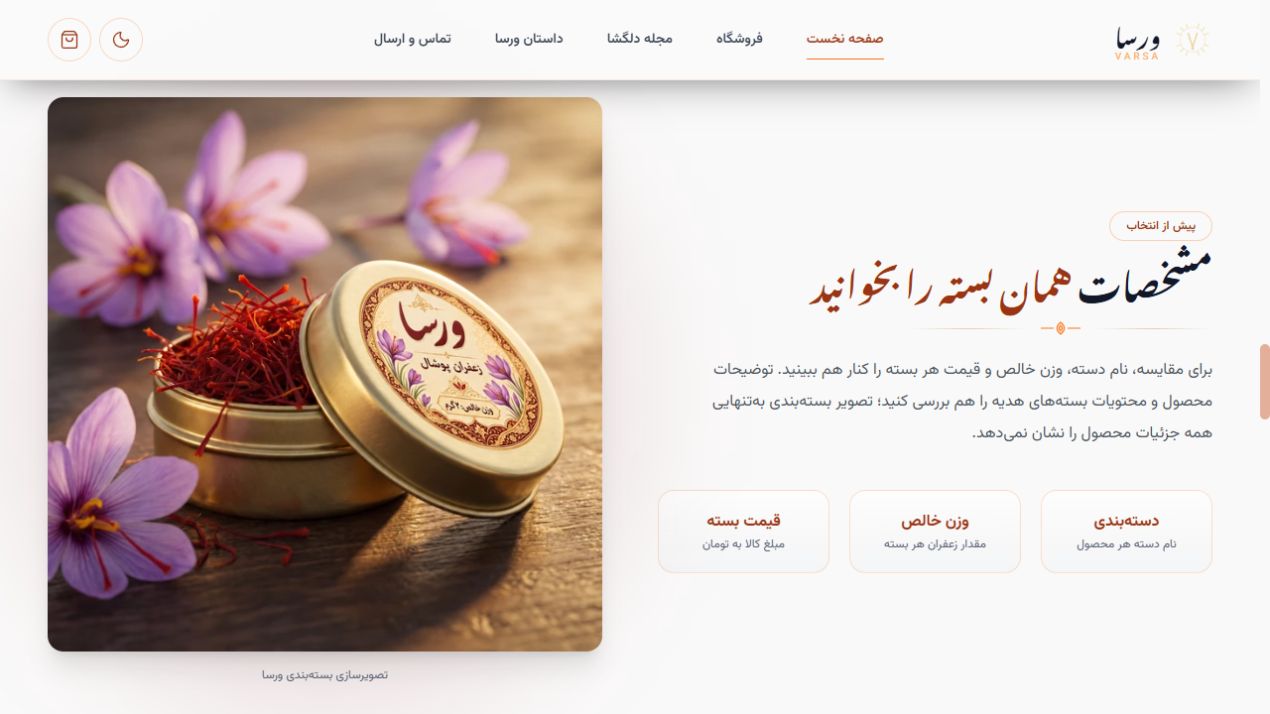 ورسا
VARSA
صفحه نخست
فروشگاه
مجله دلگشا
داستان ورسا
تماس و ارسال
پیش از انتخاب
مشخصات همان بسته را بخوانید
برای مقایسه، نام دسته، وزن خالص و قیمت هر بسته را کنار هم ببینید. توضیحات
محصول و محتویات بسته‌های هدیه را هم بررسی کنید؛ تصویر بسته‌بندی به‌تنهایی
همه جزئیات محصول را نشان نمی‌دهد.
دسته‌بندی
نام دسته هر محصول
وزن خالص
مقدار زعفران هر بسته
قیمت بسته
مبلغ کالا به تومان
ورسا
زعفران پوشال
وزن خالص: ۴ گرم
تصویرسازی بسته‌بندی ورسا